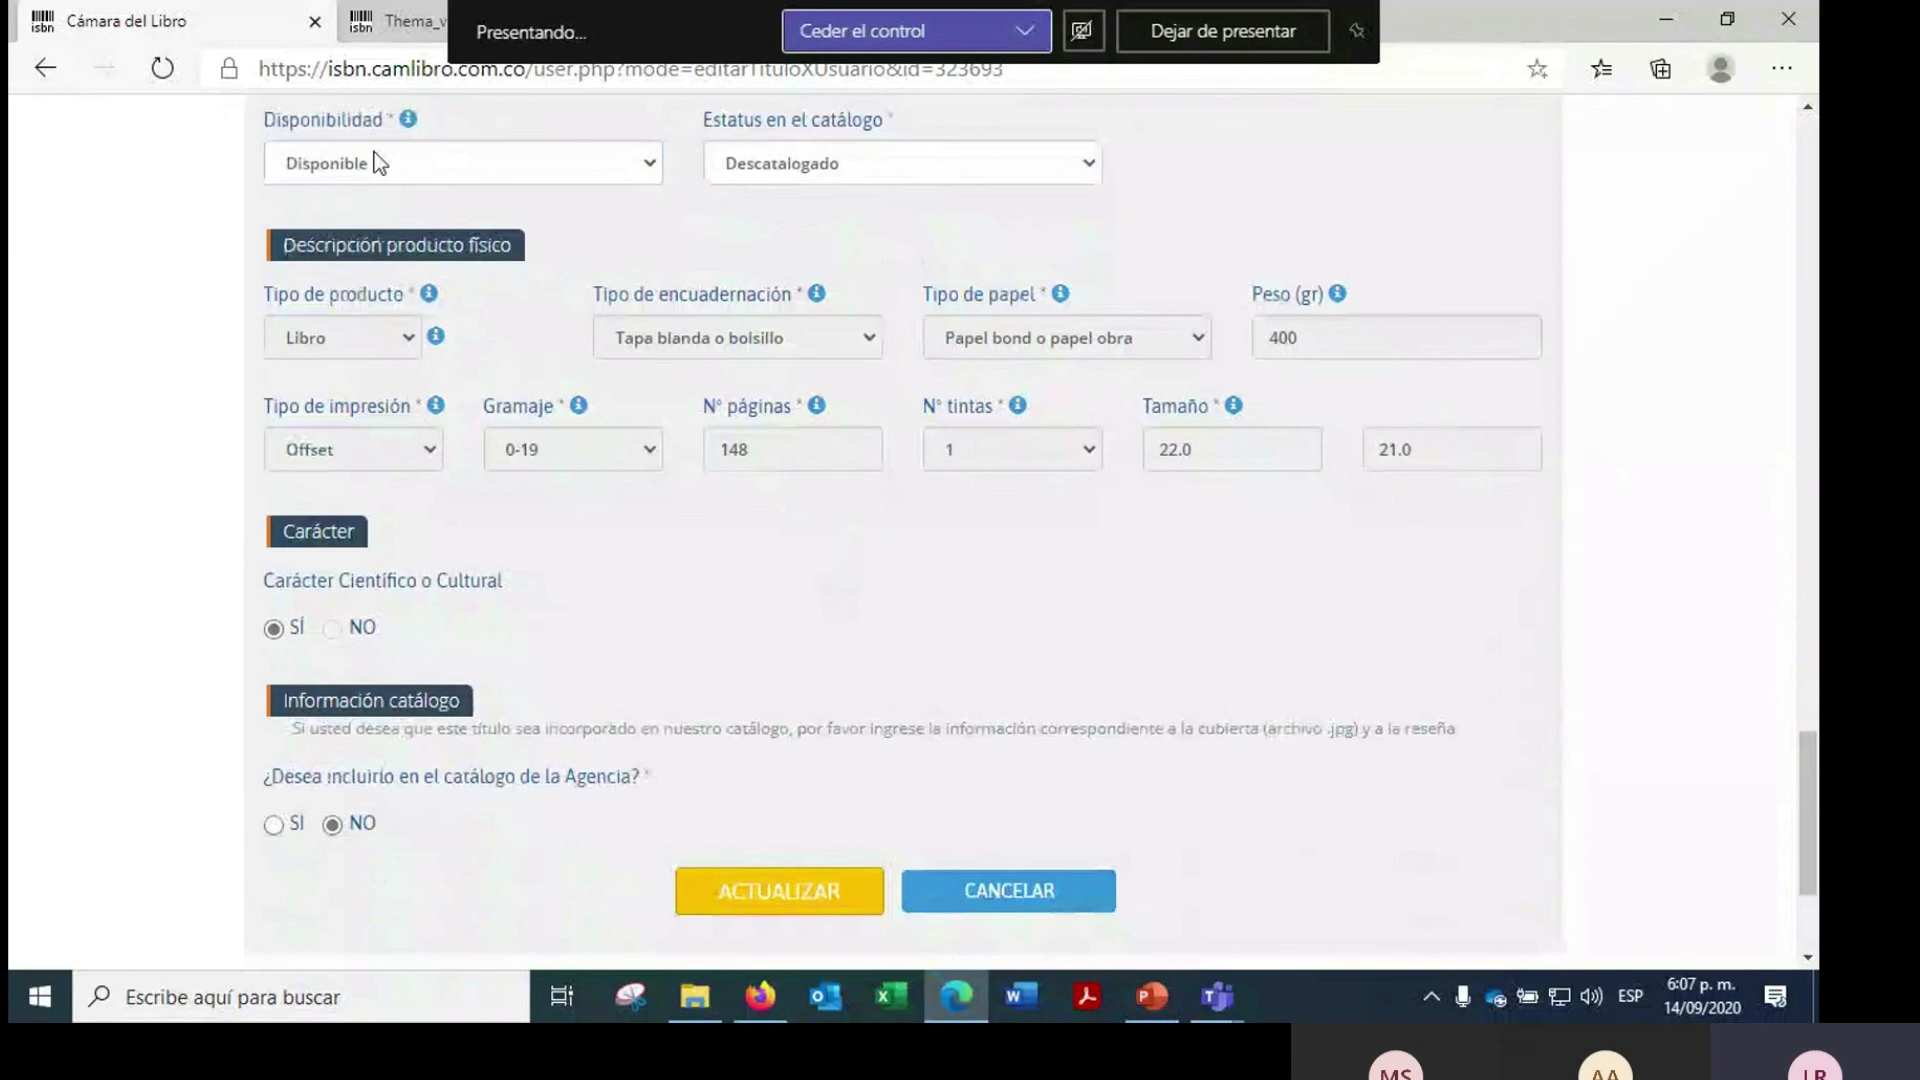 isbn Cámara del Libro
isbn Thema_v
Presentando...
Ceder el control
Dejar de presentar
https://isbn.camlibro.com.co/user.php?mode=editarTituloXUsuario&id=323693
Disponibilidad * Estatus en el catálogo *
Disponible Descatalogado
Descripción producto físico
Tipo de producto * Tipo de encuadernación * Tipo de papel * Peso (gr)
Libro Tapa blanda o bolsillo Papel bond o papel obra 400
Tipo de impresión * Gramaje * N° páginas * N° tintas * Tamaño *
Offset 0-19 148 1 22.0 21.0
Carácter
Carácter Científico o Cultural
SÍ NO
Información catálogo
Si usted desea que este título sea incorporado en nuestro catálogo, por favor ingrese la información correspondiente a la cubierta (archivo .jpg) y a la reseña
¿Desea incluirlo en el catálogo de la Agencia? *
SI NO
ACTUALIZAR CANCELAR
Escribe aquí para buscar
ESP
6:07 p. m.
14/09/2020
MS AA LR